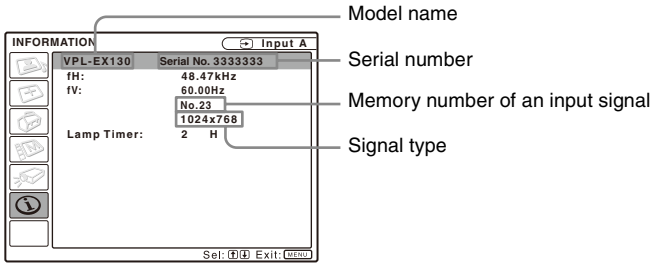 Model name
INFORMATION Input A
VPL-EX130 Serial No. 3333333
Serial number
fH: 48.47kHz
fV: 60.00Hz
No.23
Memory number of an input signal
1024x768
Lamp Timer: 2 H
Signal type
Sel: Exit: MENU